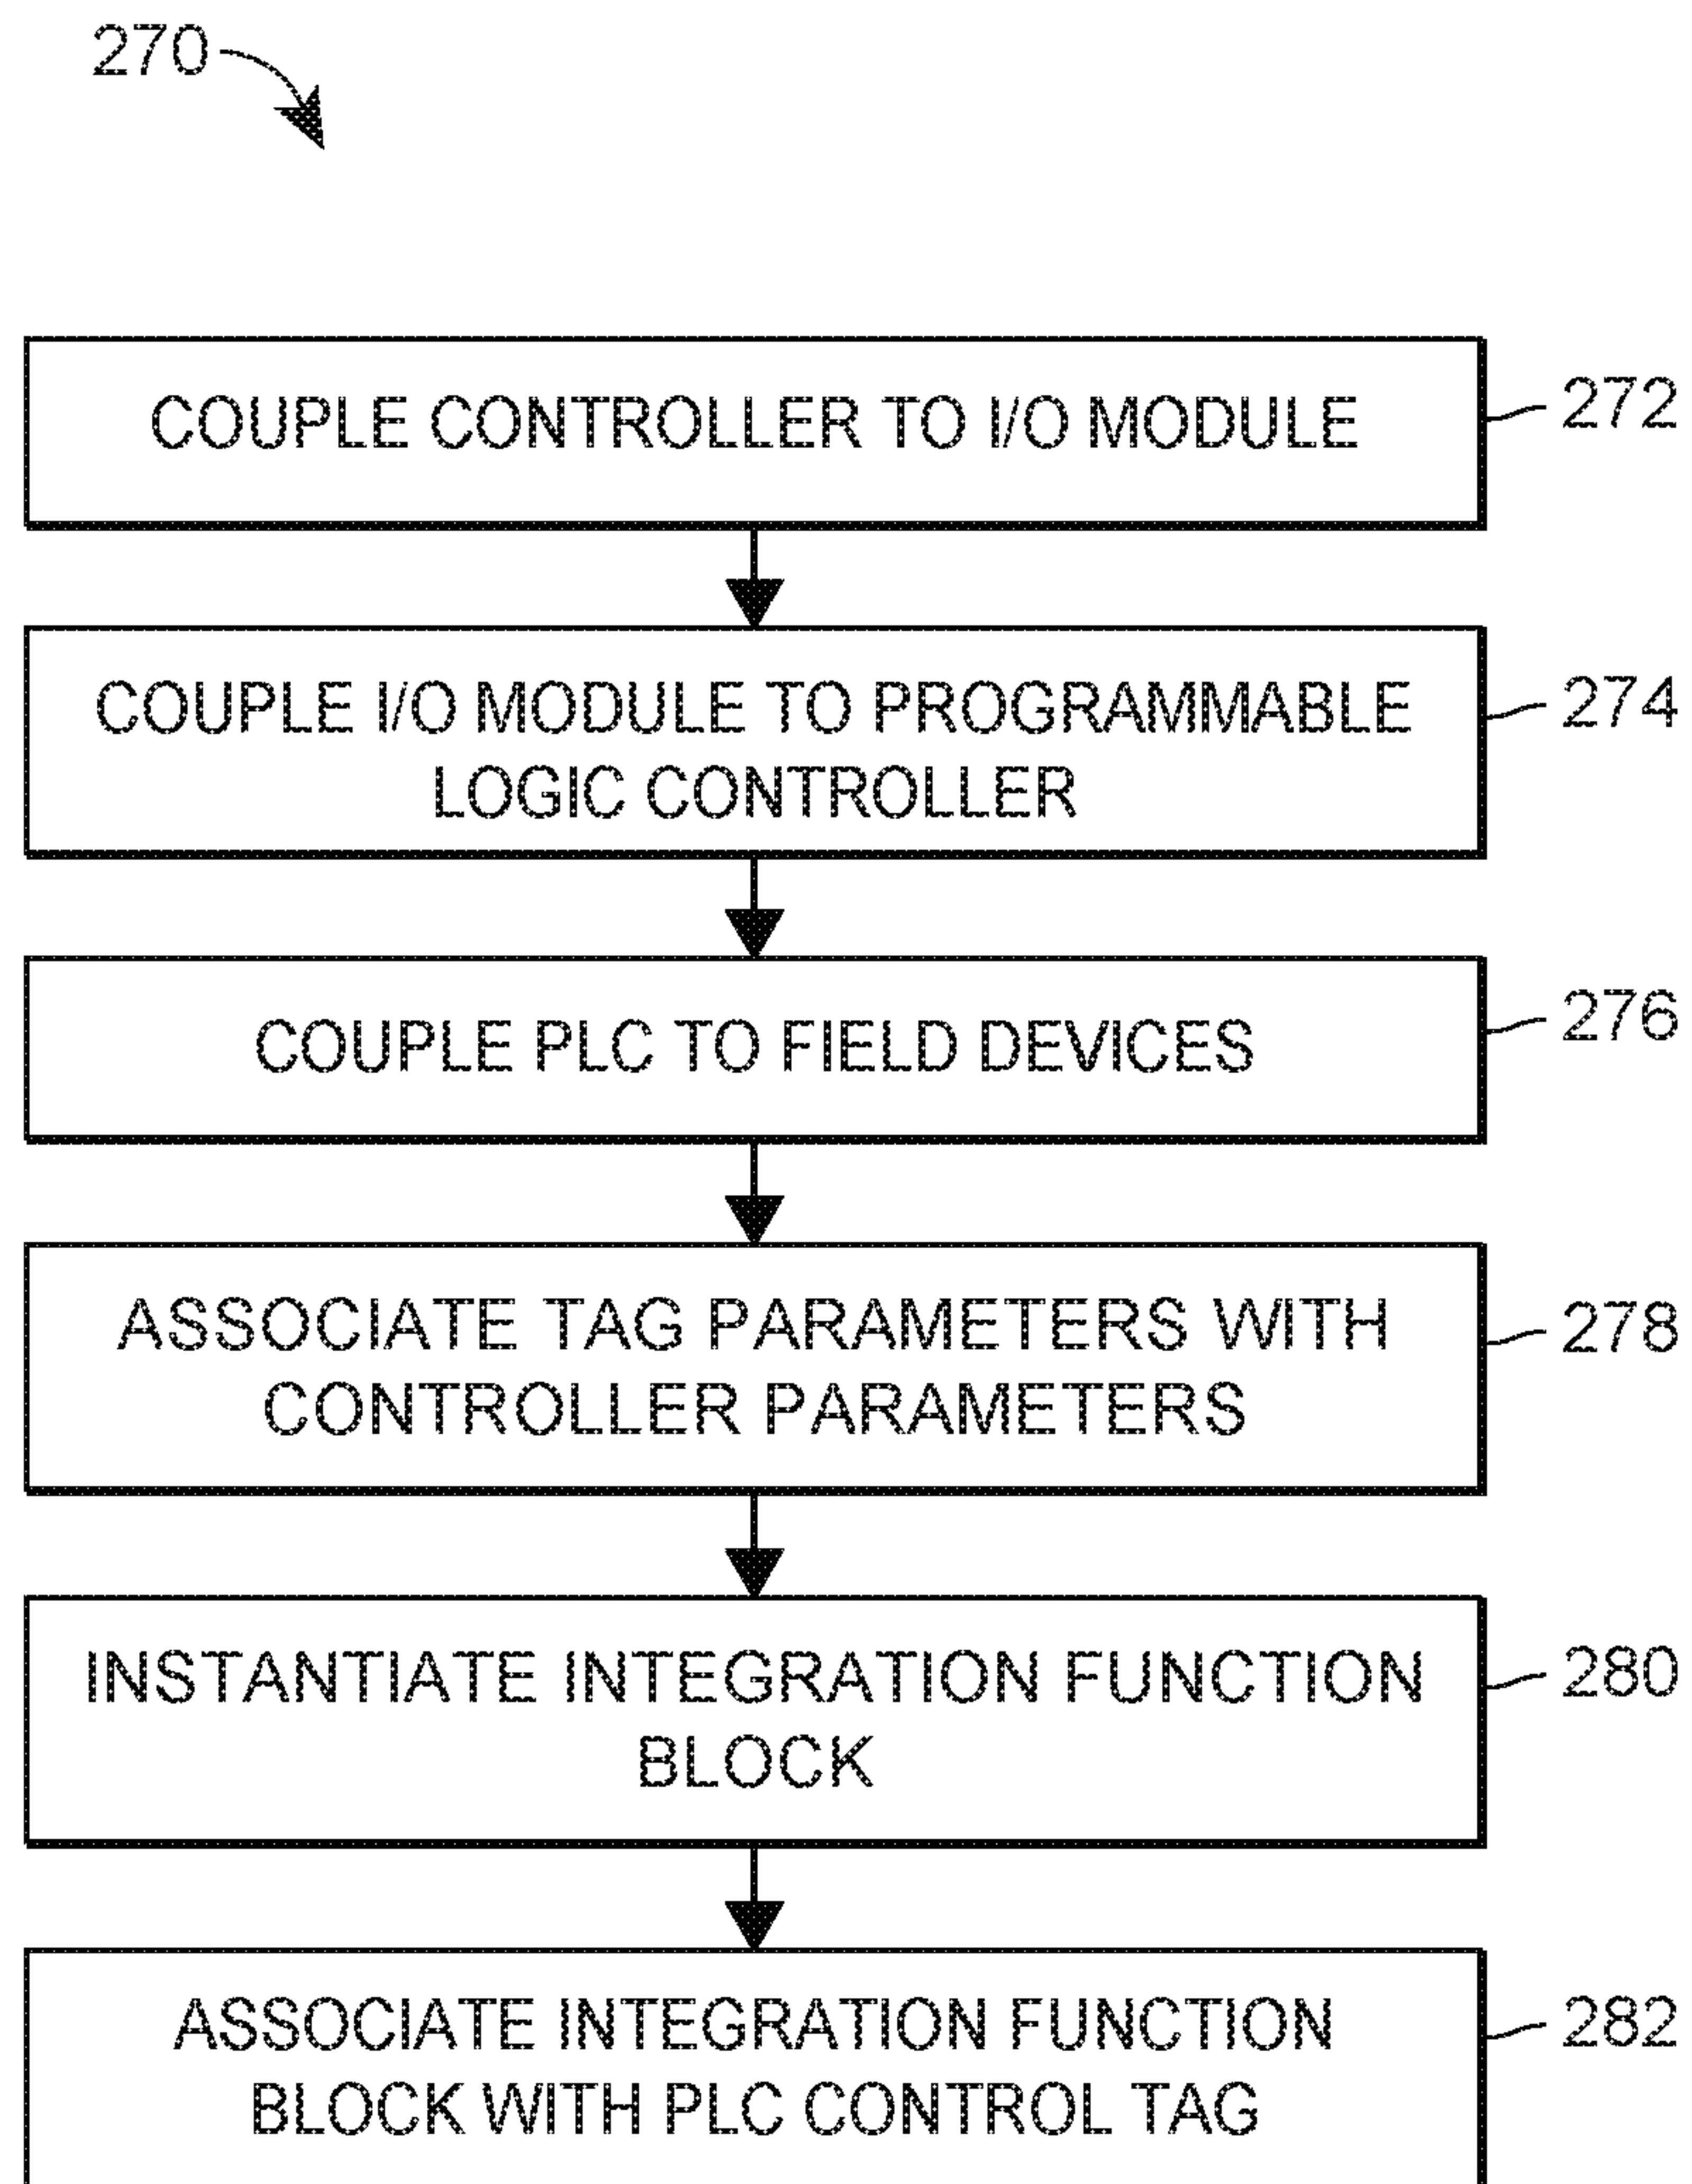 270
COUPLE CONTROLLER TO I/O MODULE
272
COUPLE I/O MODULE TO PROGRAMMABLE
LOGIC CONTROLLER
274
COUPLE PLC TO FIELD DEVICES
276
ASSOCIATE TAG PARAMETERS WITH
CONTROLLER PARAMETERS
278
INSTANTIATE INTEGRATION FUNCTION
BLOCK
280
ASSOCIATE INTEGRATION FUNCTION
BLOCK WITH PLC CONTROL TAG
282